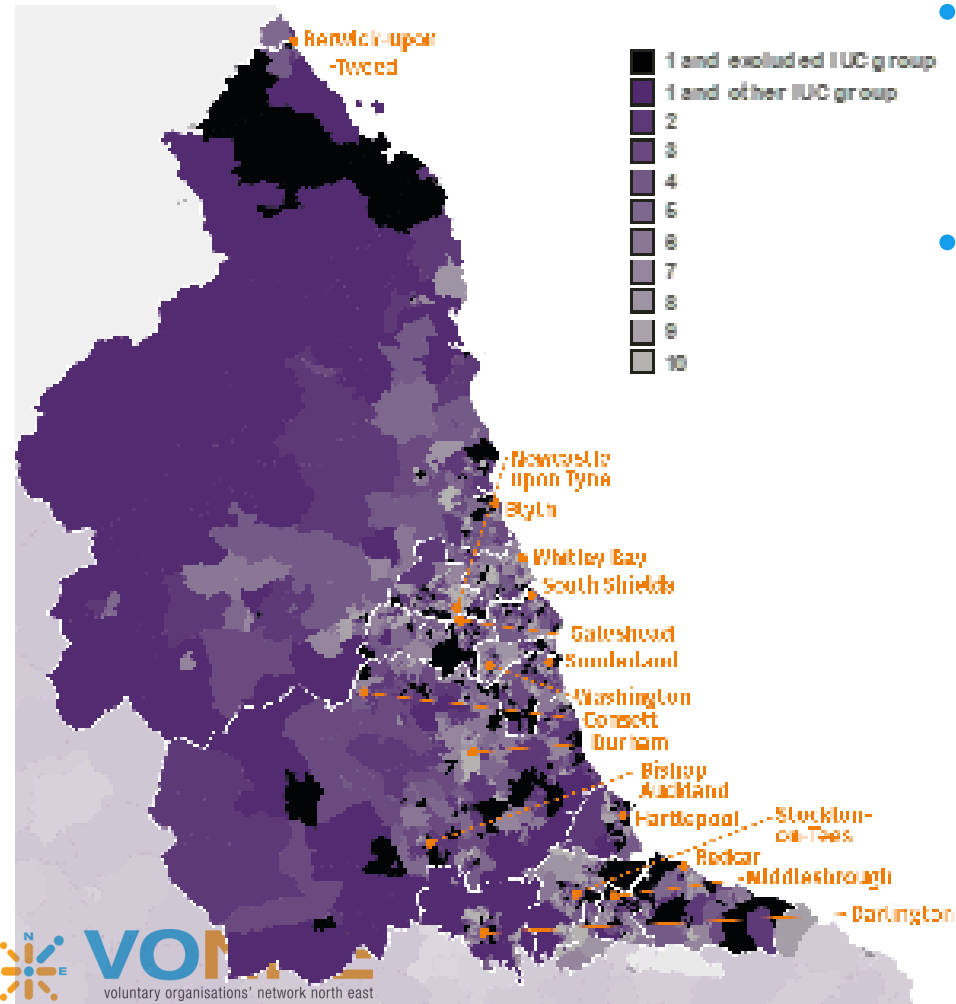 Berwick-upon
-Tweed
1 and excluded IUC group
1 and other IUC group
2
3
4
5
6
7
8
9
10
Newcastle
upon Tyne
Blyth
Whitley Bay
South Shields
Gateshead
Sunderland
Washington
Consett
Durham
Bishop
Auckland
Hartlepool
Stockton-
on-Tees
Redcar
Middlesbrough
Darlington
N
E
voluntary organisations' network north east